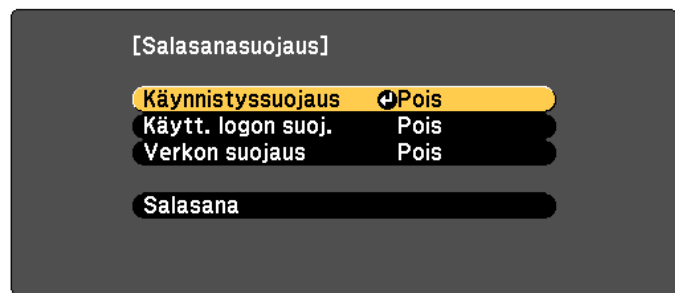 [Salasanasuojaus]
Käynnistyssuojaus Pois
Käytt. logon suoj. Pois
Verkon suojaus Pois
Salasana